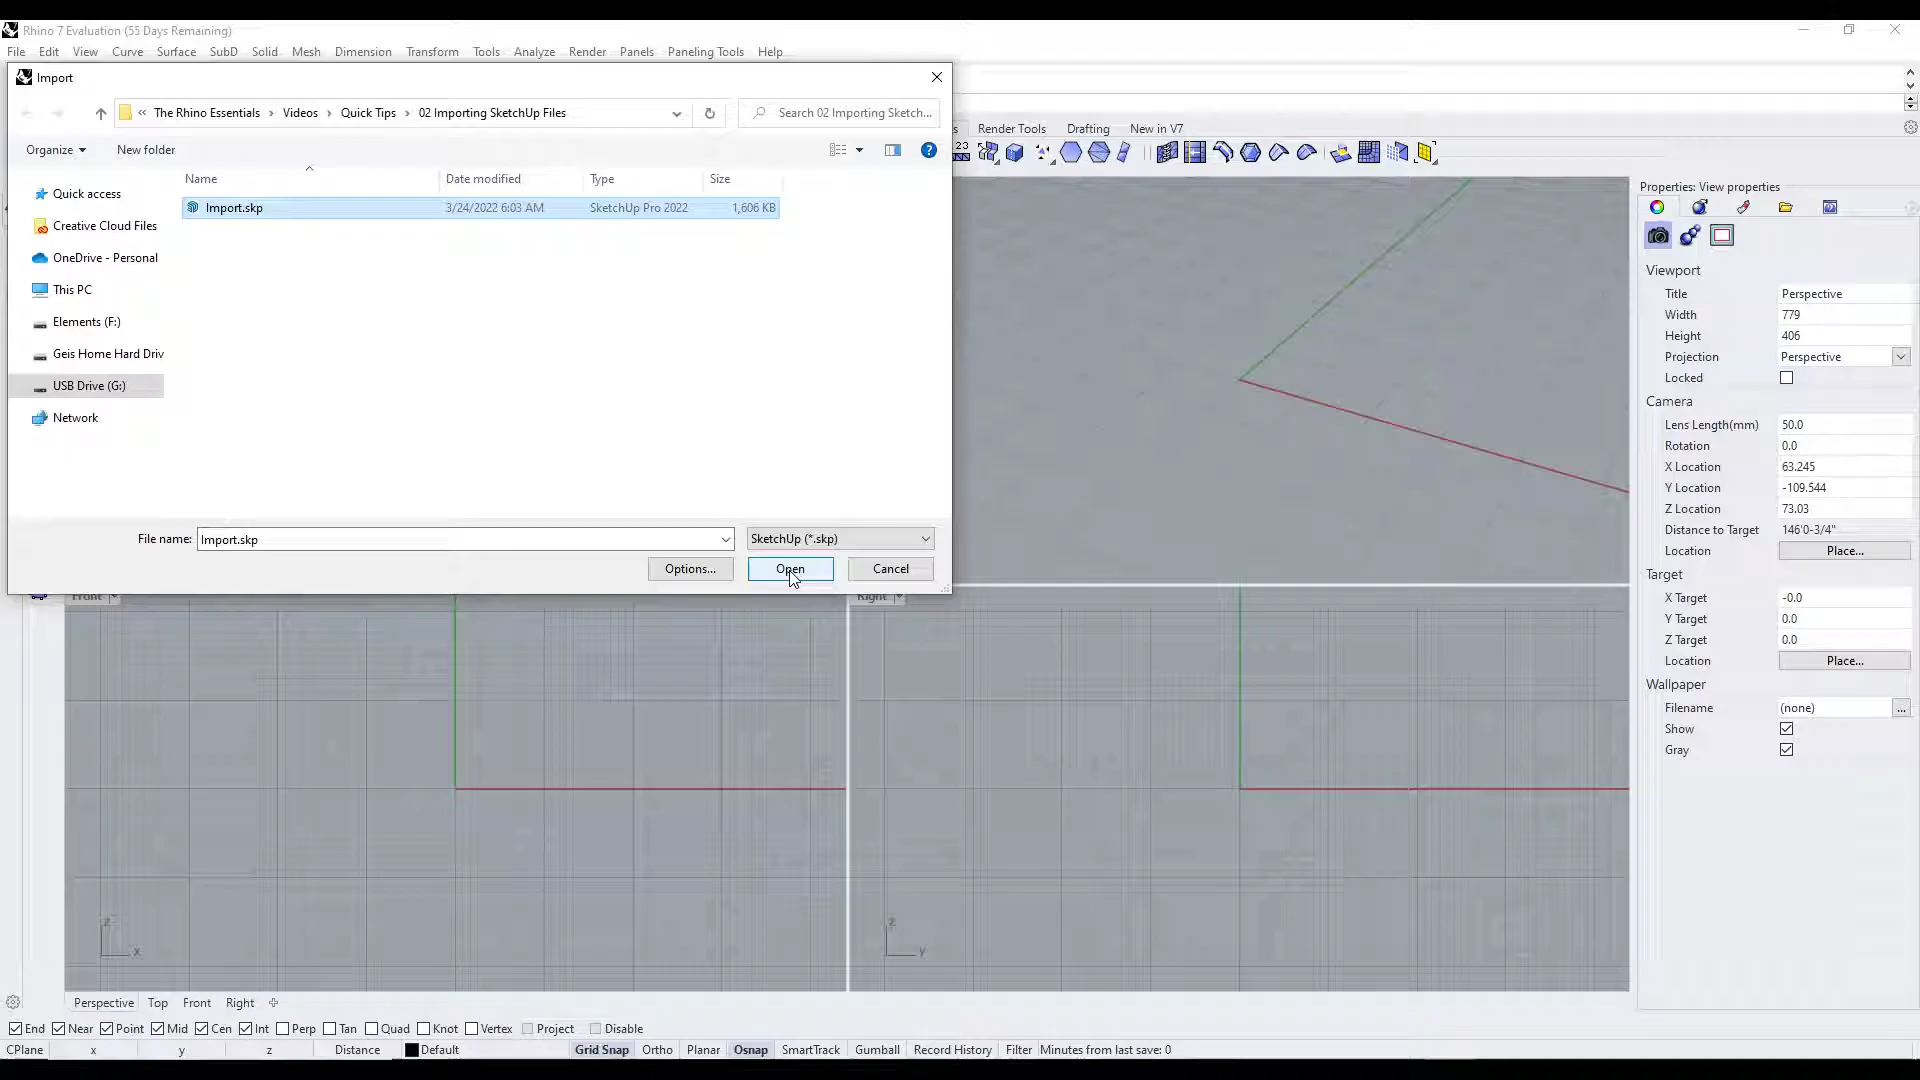 Rhino 7 Evaluation (55 Days Remaining)
File Edit View Curve Surface SubD Solid Mesh Dimension Transform Tools Analyze Render Panels Paneling Tools Help
Import
« The Rhino Essentials › Videos › Quick Tips › 02 Importing SketchUp Files
Search 02 Importing Sketch...
Organize New folder
Name Date modified Type Size
Import.skp 3/24/2022 6:03 AM SketchUp Pro 2022 1,606 KB
Quick access
Creative Cloud Files
OneDrive - Personal
This PC
Elements (F:)
Geis Home Hard Driv
USB Drive (G:)
Network
File name: Import.skp SketchUp (*.skp)
Options... Open Cancel
s Render Tools Drafting New in V7
23
Properties: View properties
Viewport
Title Perspective
Width 779
Height 406
Projection Perspective
Locked
Camera
Lens Length(mm) 50.0
Rotation 0.0
X Location 63.245
Y Location -109.544
Z Location 73.03
Distance to Target 146'0-3/4"
Location Place...
Target
X Target -0.0
Y Target 0.0
Z Target 0.0
Location Place...
Wallpaper
Filename (none) ...
Show
Gray
Front Right
z x z y
Perspective Top Front Right
End Near Point Mid Cen Int Perp Tan Quad Knot Vertex Project Disable
CPlane x y z Distance Default Grid Snap Ortho Planar Osnap SmartTrack Gumball Record History Filter Minutes from last save: 0